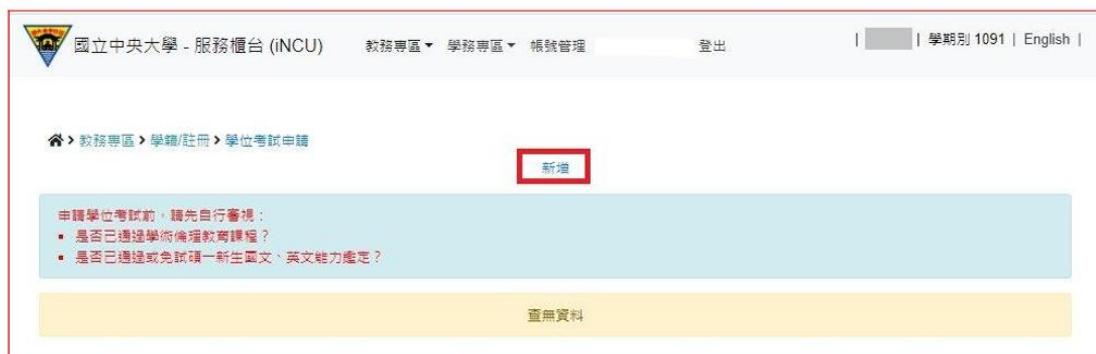 國立中央大學 - 服務櫃台 (iNCU) 教務專區▼ 學務專區▼ 帳號管理 登出 | | 學期別 1091 | English |
> 教務專區 > 學籍/註冊 > 學位考試申請
新增
申請學位考試前，請先自行審視：
▪ 是否已通過學術倫理教育課程？
▪ 是否已通過或免試碩一新生國文、英文能力鑑定？
查無資料